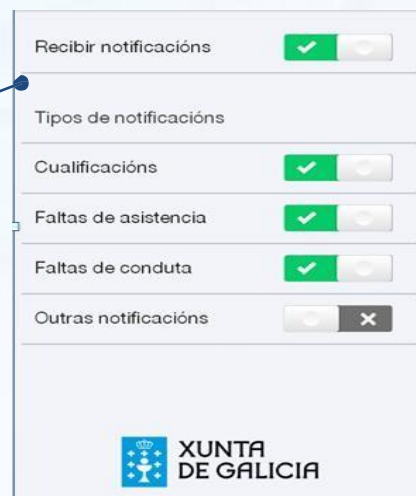 Recibir notificacións
Tipos de notificacións
Cualificacións
Faltas de asistencia
Faltas de conduta
Outras notificacións
XUNTA
DE GALICIA